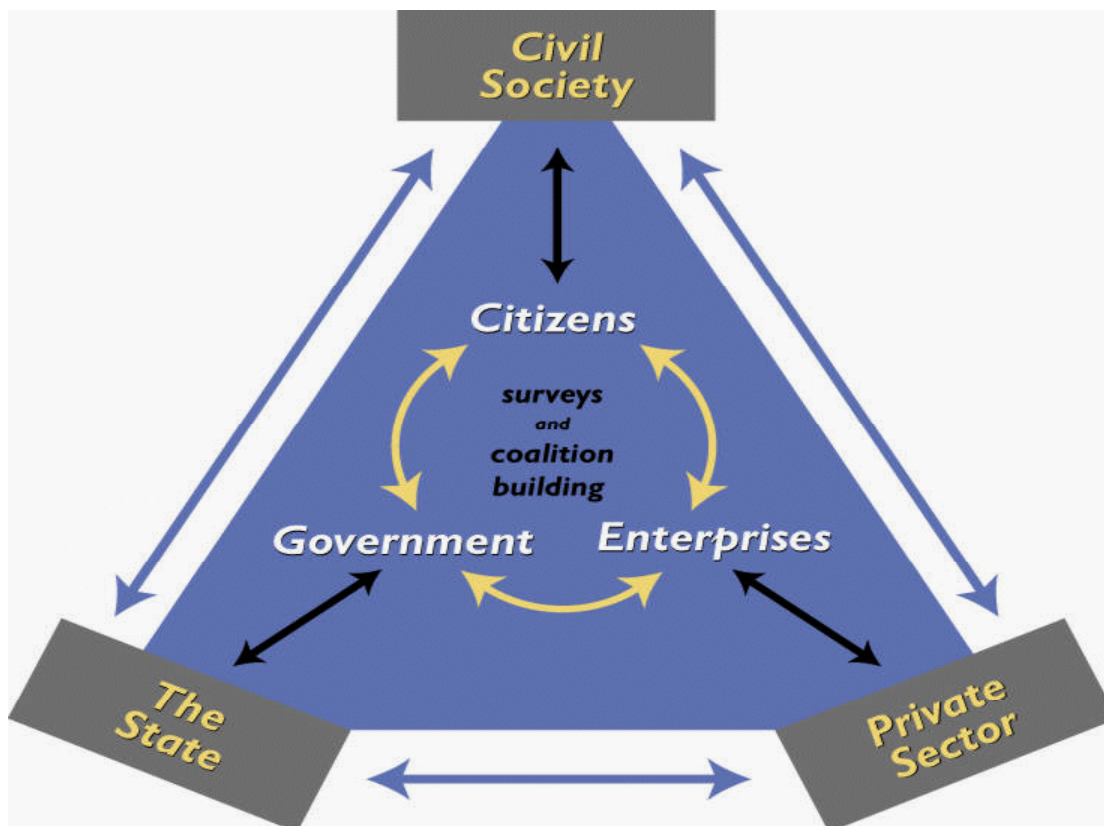 Civil
Society
Citizens
surveys
and
coalition
building
Government
Enterprises
The
State
Private
Sector